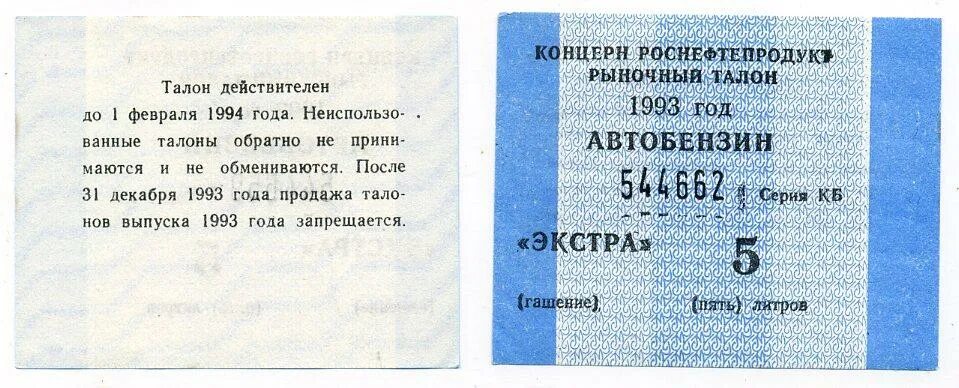 Талон действителен
до 1 февраля 1994 года. Неиспользо-
ванные талоны обратно не прини-
маются и не обмениваются. После
31 декабря 1993 года продажа тало-
нов выпуска 1993 года запрещается.
КОНЦЕРН РОСНЕФТЕПРОДУКТ
РЫНОЧНЫЙ ТАЛОН
1993 год
АВТОБЕНЗИН
544662 Серия КБ
«ЭКСТРА» 5
(гашение) (пять) литров